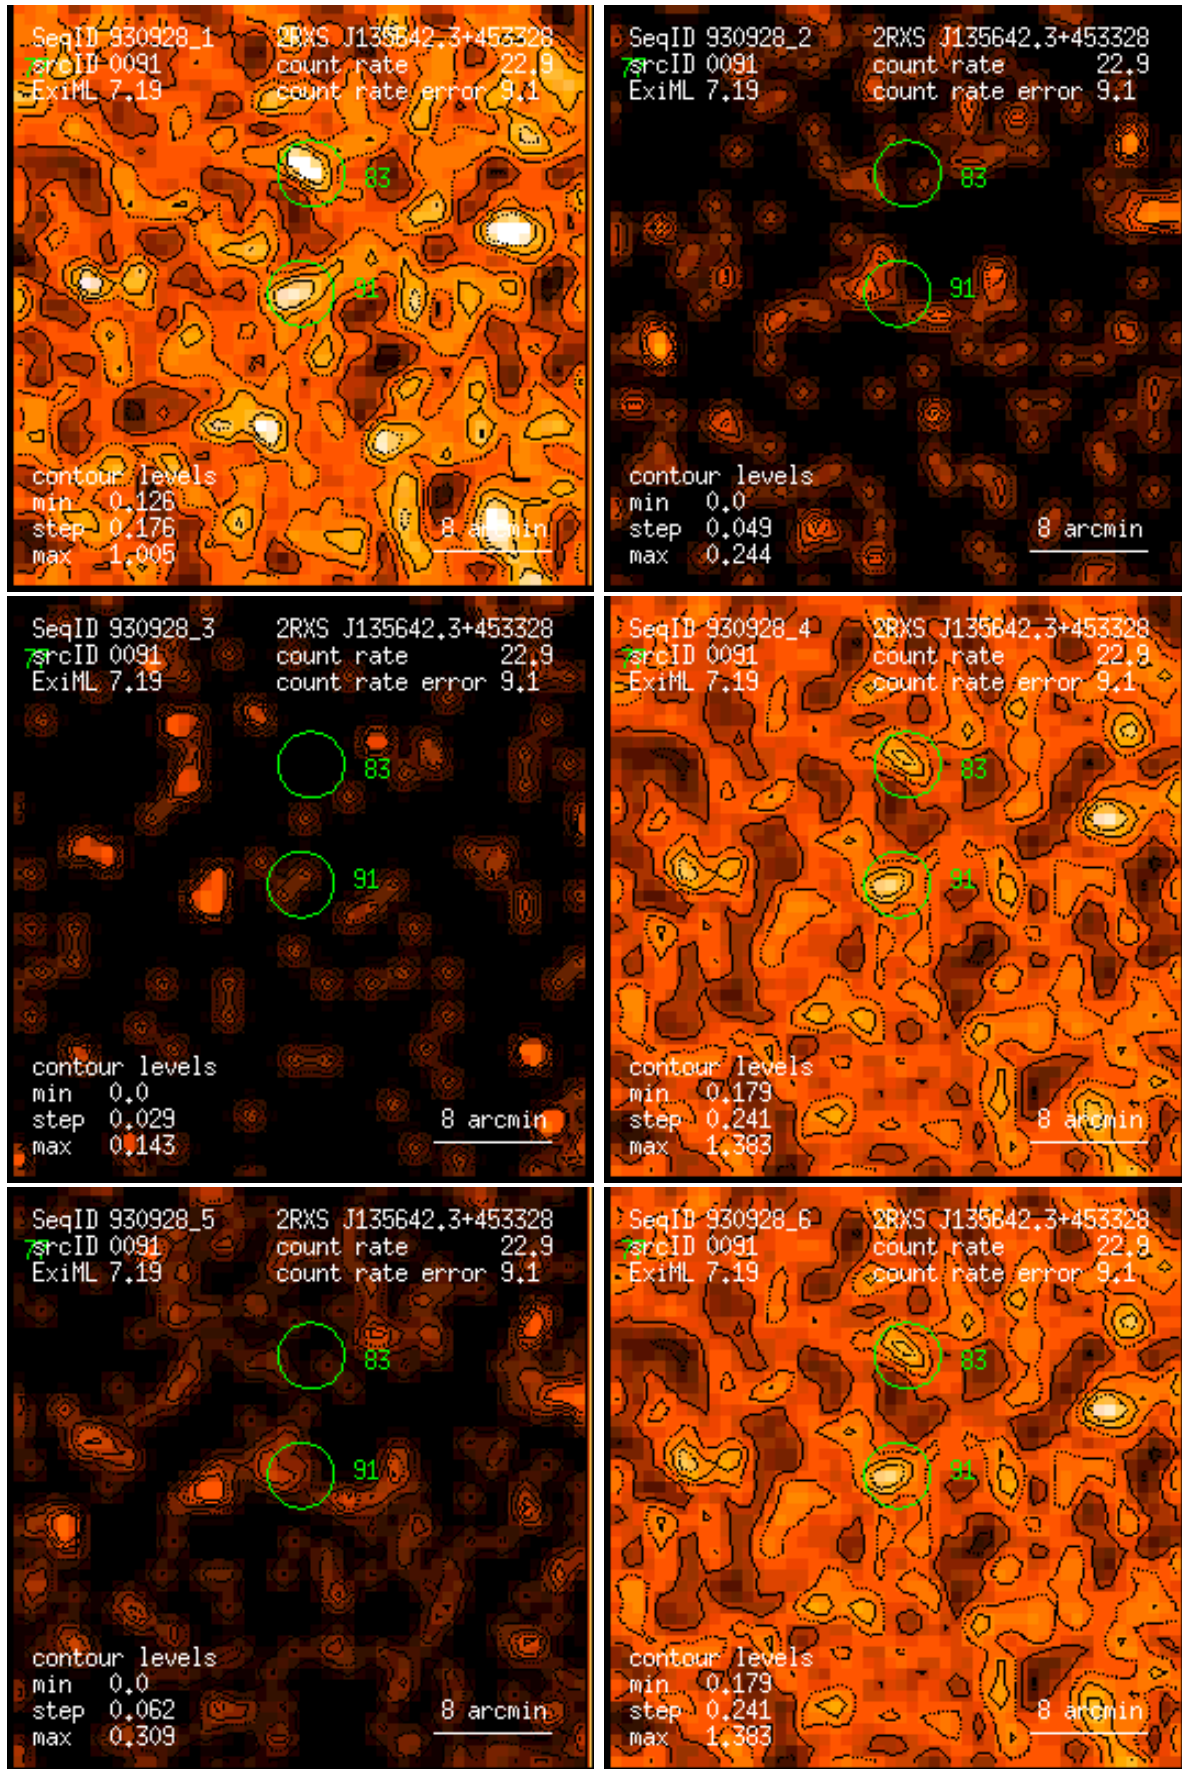 SeqID 930928_1 2RXS J135642.3+453328
77 srcID 0091 count rate 22.9
ExiML 7.19 count rate error 9.1
83
91
contour levels
min 0.126
step 0.176 8 arcmin
max 1.005
SeqID 930928_2 2RXS J135642.3+453328
77 srcID 0091 count rate 22.9
ExiML 7.19 count rate error 9.1
83
91
contour levels
min 0.0
step 0.049 8 arcmin
max 0.244
SeqID 930928_3 2RXS J135642.3+453328
77 srcID 0091 count rate 22.9
ExiML 7.19 count rate error 9.1
83
91
contour levels
min 0.0
step 0.029 8 arcmin
max 0.143
SeqID 930928_4 2RXS J135642.3+453328
77 srcID 0091 count rate 22.9
ExiML 7.19 count rate error 9.1
83
91
contour levels
min 0.179
step 0.241 8 arcmin
max 1.383
SeqID 930928_5 2RXS J135642.3+453328
77 srcID 0091 count rate 22.9
ExiML 7.19 count rate error 9.1
83
91
contour levels
min 0.0
step 0.062 8 arcmin
max 0.309
SeqID 930928_6 2RXS J135642.3+453328
77 srcID 0091 count rate 22.9
ExiML 7.19 count rate error 9.1
83
91
contour levels
min 0.179
step 0.241 8 arcmin
max 1.383